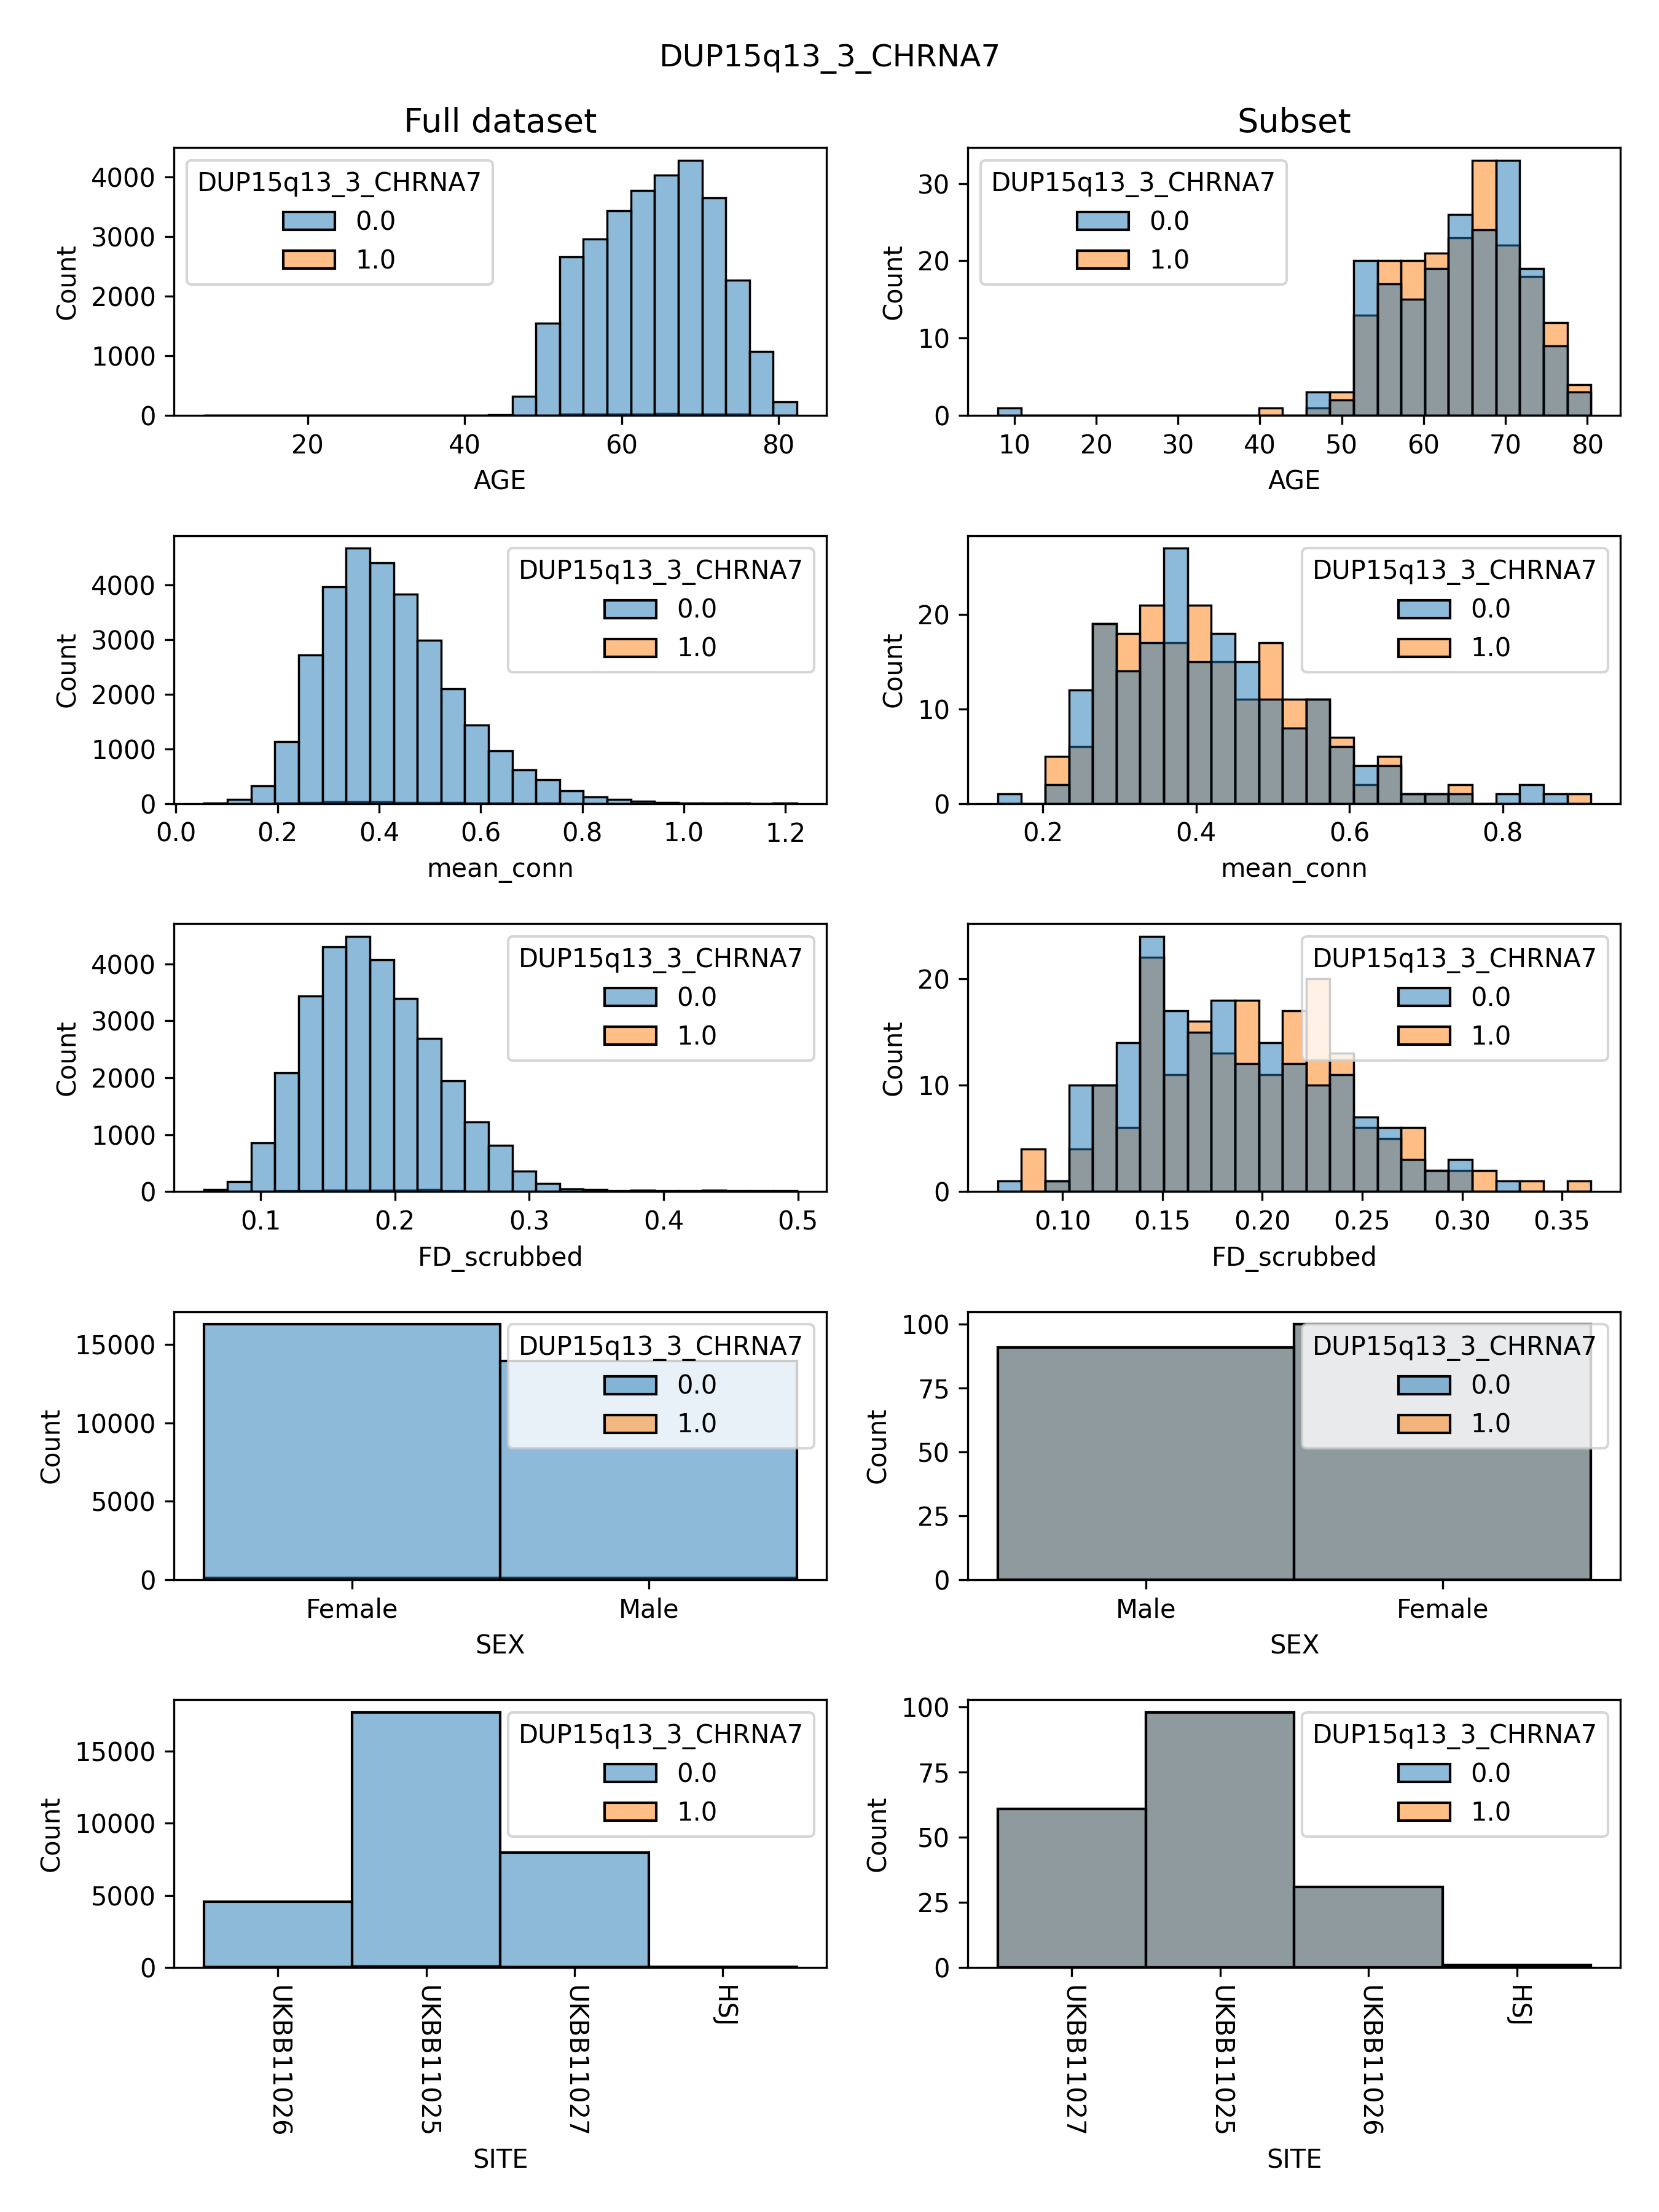 DUP15q13_3_CHRNA7
Full dataset
Subset
DUP15q13_3_CHRNA7
0.0
1.0
Count
4000
3000
2000
1000
0
20 40 60 80
AGE
DUP15q13_3_CHRNA7
0.0
1.0
Count
30
20
10
0
10 20 30 40 50 60 70 80
AGE
DUP15q13_3_CHRNA7
0.0
1.0
Count
4000
3000
2000
1000
0
0.0 0.2 0.4 0.6 0.8 1.0 1.2
mean_conn
DUP15q13_3_CHRNA7
0.0
1.0
Count
20
10
0
0.2 0.4 0.6 0.8
mean_conn
DUP15q13_3_CHRNA7
0.0
1.0
Count
4000
3000
2000
1000
0
0.1 0.2 0.3 0.4 0.5
FD_scrubbed
DUP15q13_3_CHRNA7
0.0
1.0
Count
20
10
0
0.10 0.15 0.20 0.25 0.30 0.35
FD_scrubbed
DUP15q13_3_CHRNA7
0.0
1.0
Count
15000
10000
5000
0
Female Male
SEX
DUP15q13_3_CHRNA7
0.0
1.0
Count
100
75
50
25
0
Male Female
SEX
DUP15q13_3_CHRNA7
0.0
1.0
Count
15000
10000
5000
0
UKBB11026
UKBB11025
UKBB11027
HSJ
SITE
DUP15q13_3_CHRNA7
0.0
1.0
Count
100
75
50
25
0
UKBB11027
UKBB11025
UKBB11026
HSJ
SITE